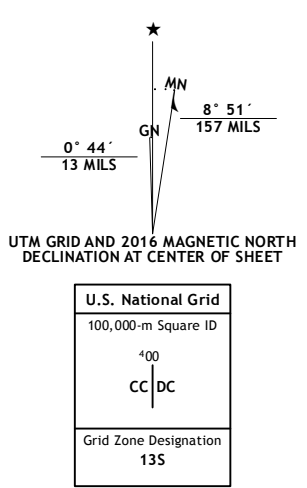 ★
MN
GN
8° 51´
157 MILS
0° 44´
13 MILS
UTM GRID AND 2016 MAGNETIC NORTH
DECLINATION AT CENTER OF SHEET
U.S. National Grid
100,000-m Square ID
⁴00
CC DC
Grid Zone Designation
13S